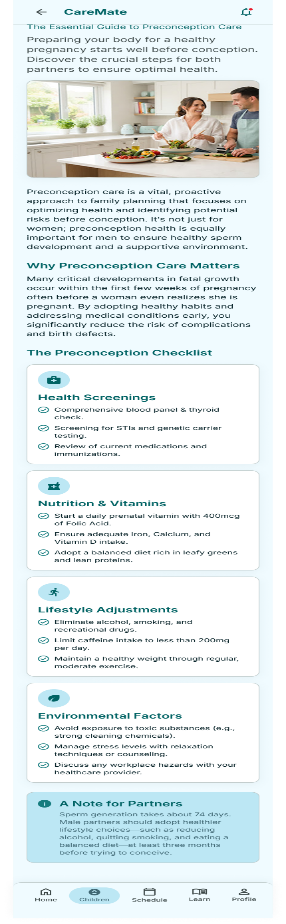 CareMate
The Essential Guide to Preconception Care
Preparing your body for a healthy
pregnancy starts well before conception.
Discover the crucial steps for both
partners to ensure optimal health.
Preconception care is a vital, proactive
approach to family planning that focuses on
optimizing health and identifying potential
risks before conception. It's not just for
women; preconception health is equally
important for men to ensure healthy sperm
development and a supportive environment.
Why Preconception Care Matters
Many critical developments in fetal growth
occur within the first few weeks of pregnancy
often before a woman even realizes she is
pregnant. By adopting healthy habits and
addressing medical conditions early, you
significantly reduce the risk of complications
and birth defects.
The Preconception Checklist
Health Screenings
Comprehensive blood panel & thyroid
check.
Screening for STIs and genetic carrier
testing.
Review of current medications and
immunizations.
Nutrition & Vitamins
Start a daily prenatal vitamin with 400mcg
of Folic Acid.
Ensure adequate Iron, Calcium, and
Vitamin D intake.
Adopt a balanced diet rich in leafy greens
and lean proteins.
Lifestyle Adjustments
Eliminate alcohol, smoking, and
recreational drugs.
Limit caffeine intake to less than 200mg
per day.
Maintain a healthy weight through regular,
moderate exercise.
Environmental Factors
Avoid exposure to toxic substances (e.g.,
strong cleaning chemicals).
Manage stress levels with relaxation
techniques or counseling.
Discuss any workplace hazards with your
healthcare provider.
A Note for Partners
Sperm generation takes about 74 days.
Male partners should adopt healthier
lifestyle choices—such as reducing
alcohol, quitting smoking, and eating a
balanced diet—at least three months
before trying to conceive.
Home
Children
Schedule
Learn
Profile